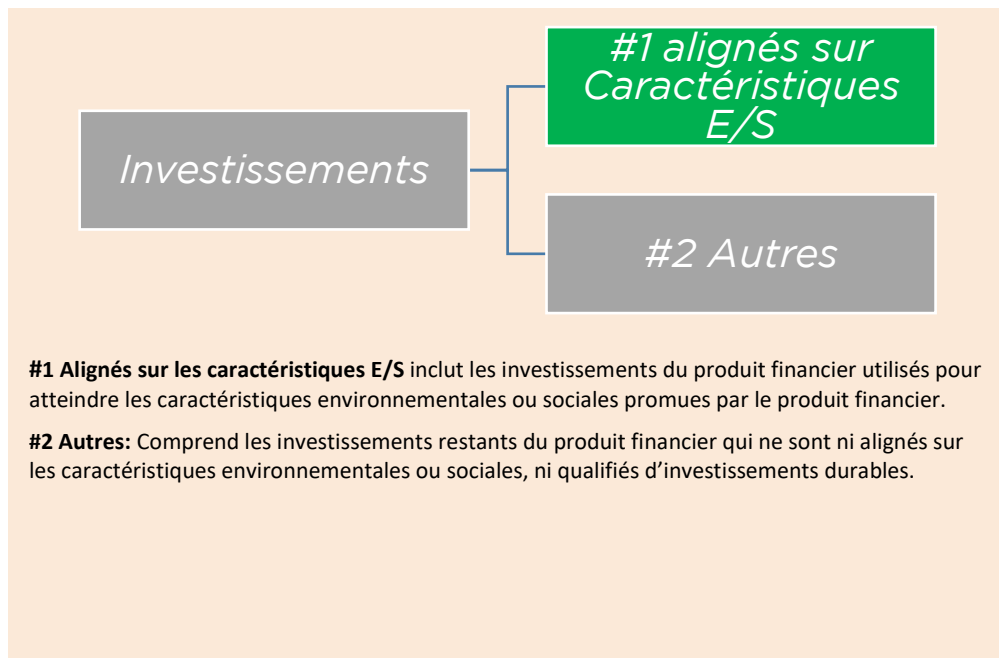 #1 alignés sur
Caractéristiques
E/S
Investissements
#2 Autres
#1 Alignés sur les caractéristiques E/S inclut les investissements du produit financier utilisés pour
atteindre les caractéristiques environnementales ou sociales promues par le produit financier.
#2 Autres: Comprend les investissements restants du produit financier qui ne sont ni alignés sur
les caractéristiques environnementales ou sociales, ni qualifiés d’investissements durables.